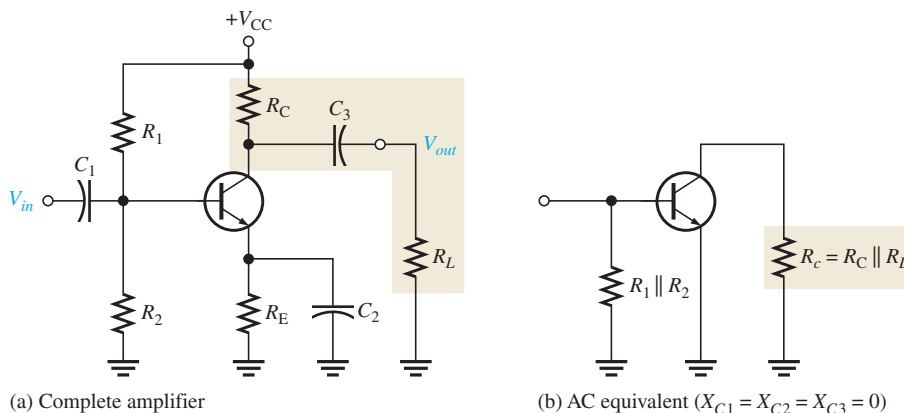 +V_CC
R_C
C_3
R_1
V_out
C_1
V_in
R_L
R_c = R_C || R_L
R_1 || R_2
R_2
R_E
C_2
(a) Complete amplifier
(b) AC equivalent (X_C1 = X_C2 = X_C3 = 0)